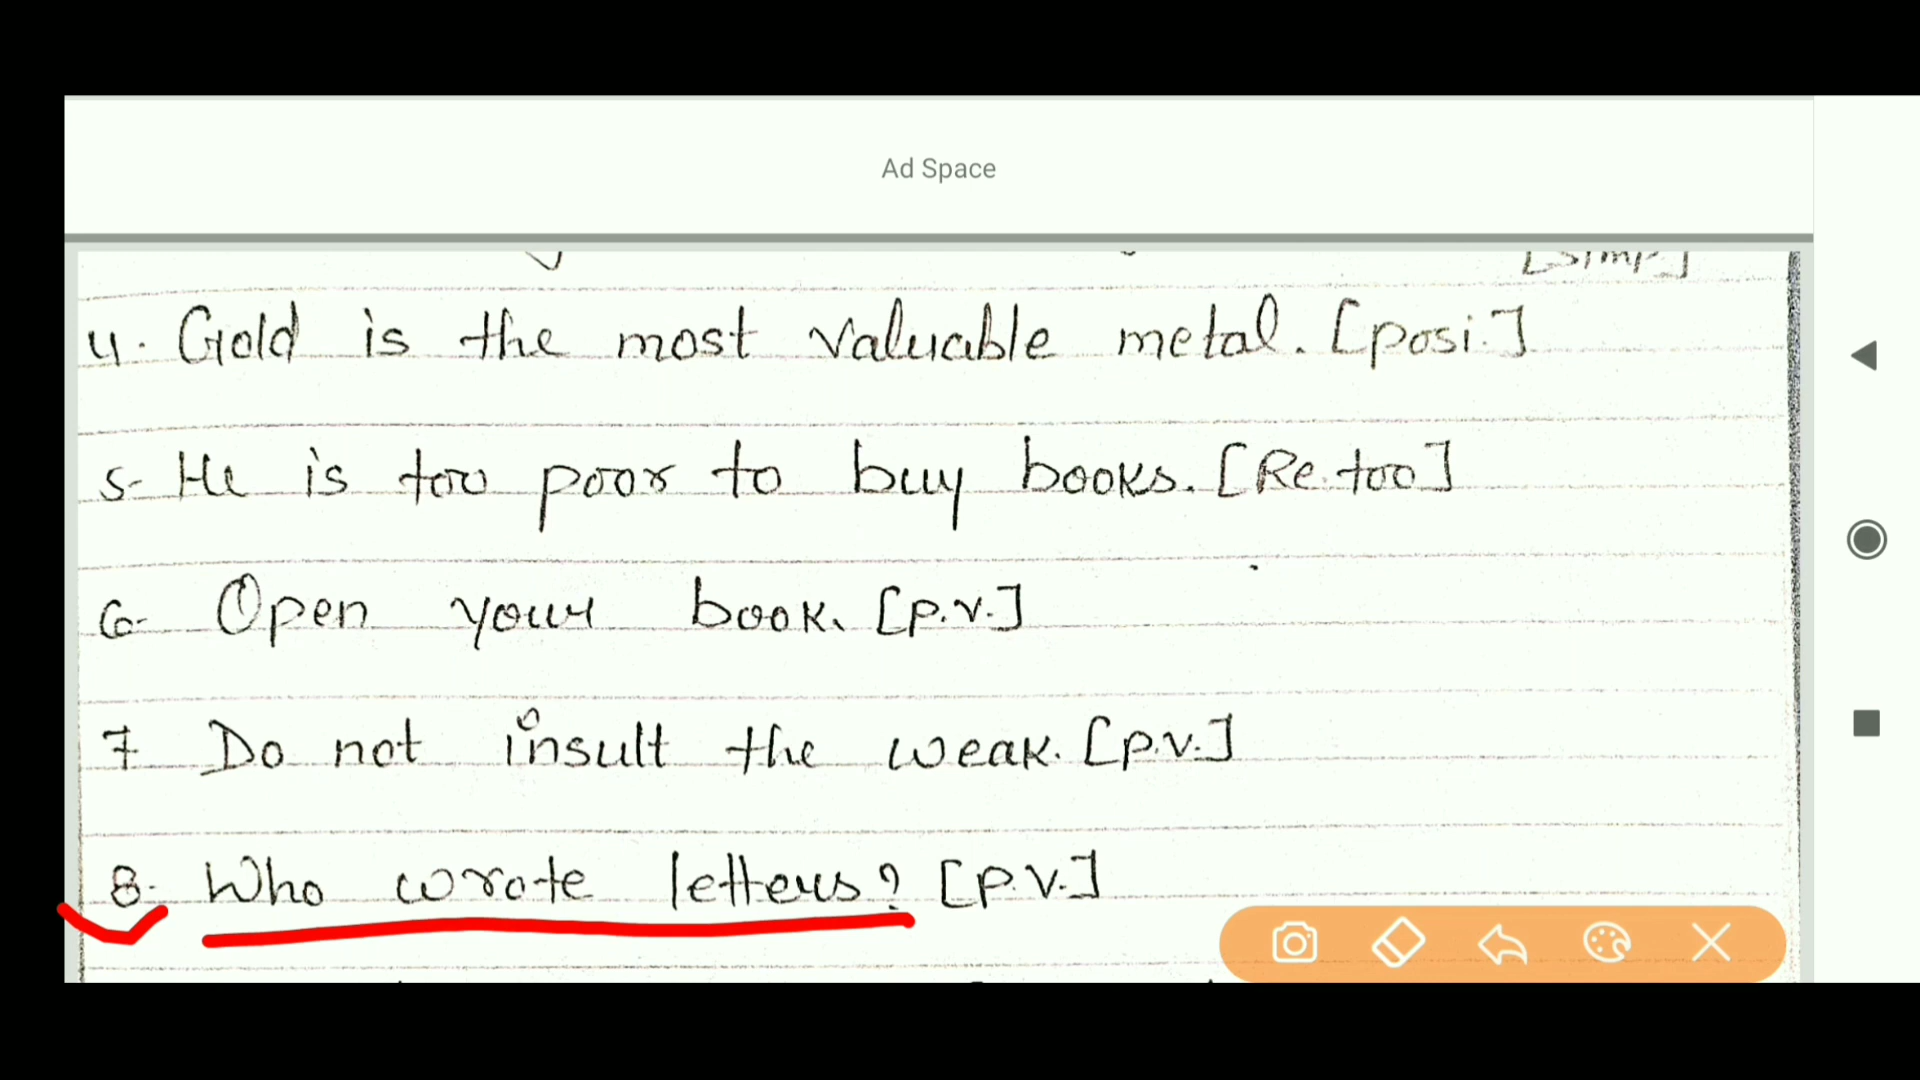 Ad Space
[Simp.]
4. Gold is the most valuable metal. [posi.]
5- He is too poor to buy books. [Re.too]
6- Open your book. [p.v.]
7 Do not insult the weak. [p.v.]
8- Who wrote letters? [p.v.]